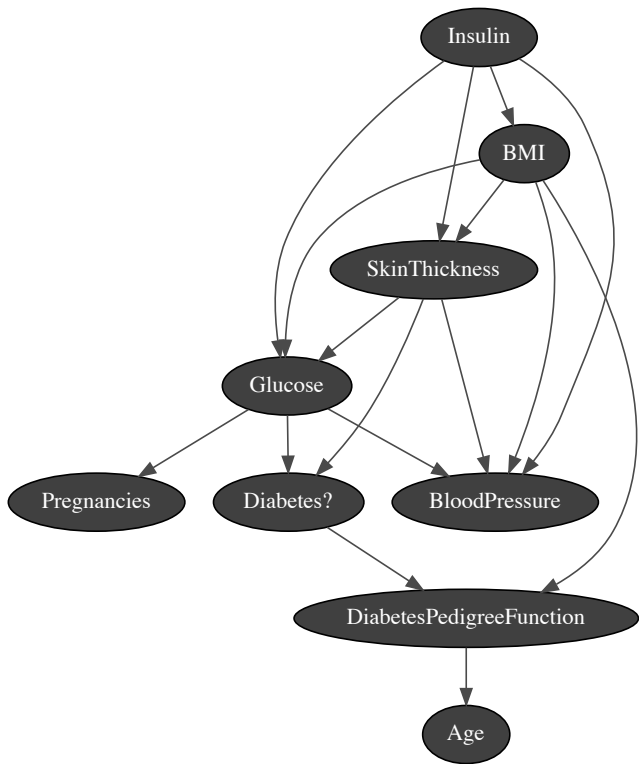 Insulin
BMI
SkinThickness
Glucose
Pregnancies
Diabetes?
BloodPressure
DiabetesPedigreeFunction
Age